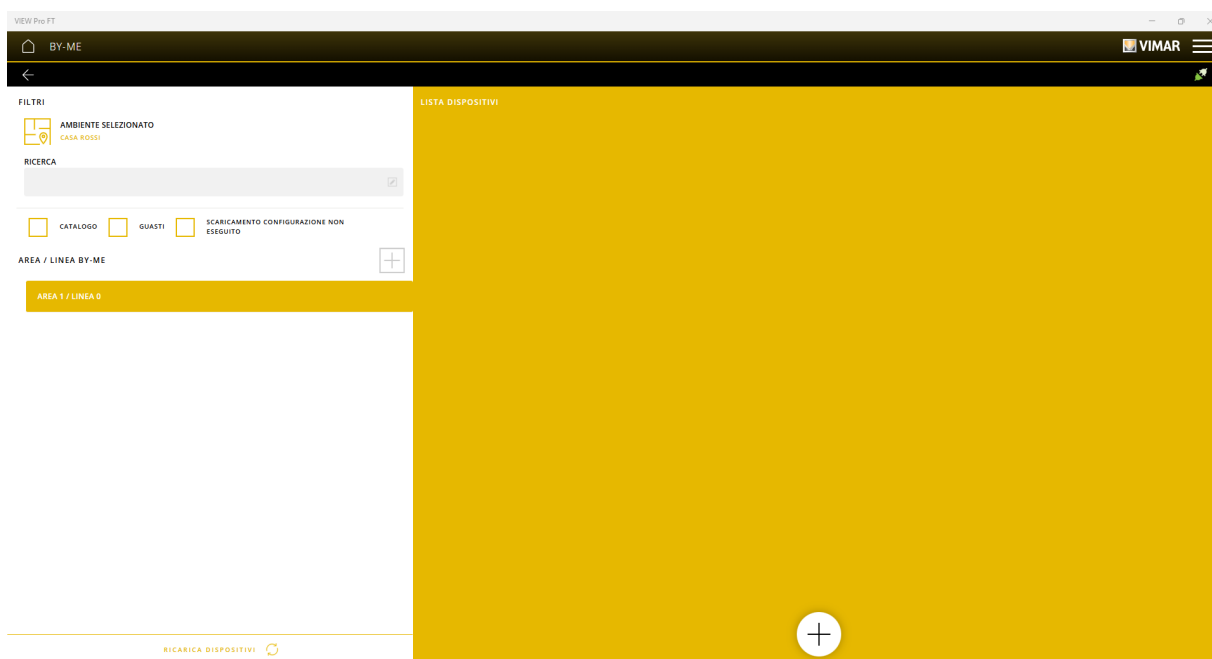 VIEW Pro FT
BY-ME
VIMAR
FILTRI
AMBIENTE SELEZIONATO
CASA ROSSI
RICERCA
CATALOGO
GUASTI
SCARICAMENTO CONFIGURAZIONE NON
ESEGUITO
AREA / LINEA BY-ME
AREA 1 / LINEA 0
RICARICA DISPOSITIVI
LISTA DISPOSITIVI